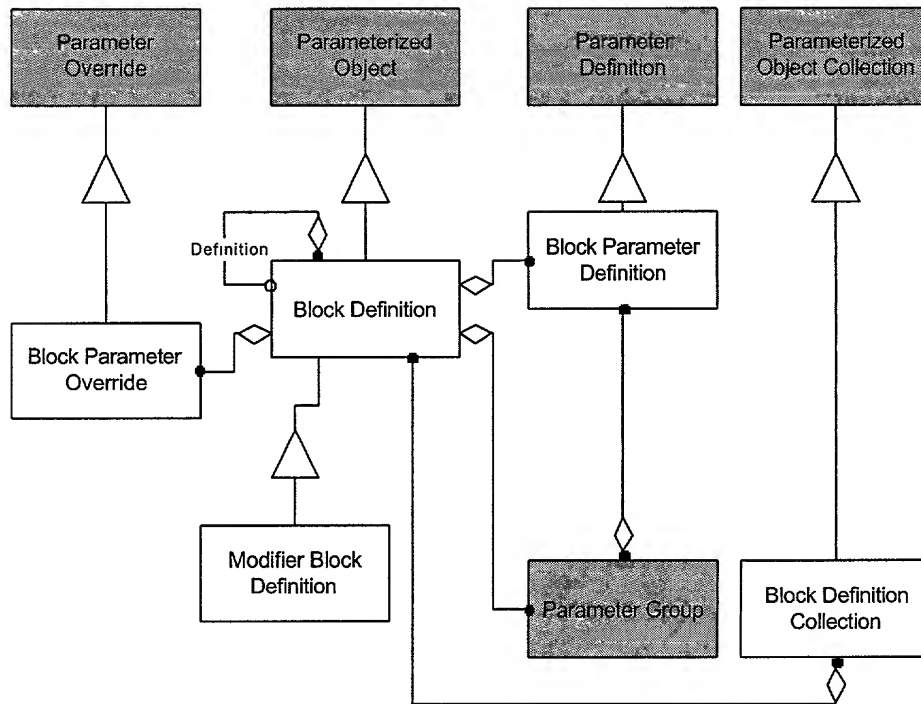 Parameter
Override
Parameterized
Object
Parameter
Definition
Parameterized
Object Collection
Definition
Block Parameter
Definition
Block Definition
Block Parameter
Override
Modifier Block
Definition
Parameter Group
Block Definition
Collection